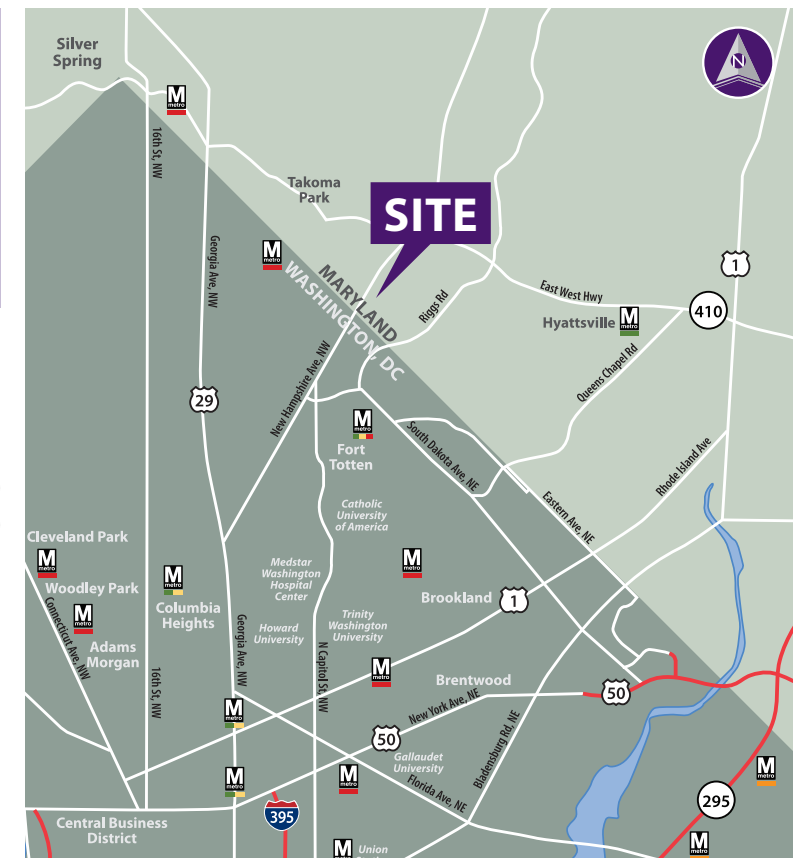 Silver
Spring
N
M
metro
16th St, NW
Takoma
Park
SITE
Georgia Ave, NW
M
metro
MARYLAND
WASHINGTON, DC
1
East West Hwy
Riggs Rd
410
Hyattsville
M
metro
New Hampshire Ave, NW
Queens Chapel Rd
29
M
metro
Fort
Totten
South Dakota Ave, NE
Rhode Island Ave
Catholic
University
of America
Eastern Ave, NE
Cleveland Park
M
metro
Woodley Park
M
metro
Connecticut Ave, NW
Adams
Morgan
M
metro
Columbia
Heights
Medstar
Washington
Hospital
Center
M
metro
Brookland
1
Howard
University
Trinity
Washington
University
Georgia Ave, NW
N Capitol St, NW
16th St, NW
M
metro
Brentwood
50
New York Ave, NE
M
metro
50
Gallaudet
University
Bladensburg Rd, NE
M
metro
M
metro
Florida Ave, NE
M
metro
295
395
Central Business
District
M
metro
Union
M
metro